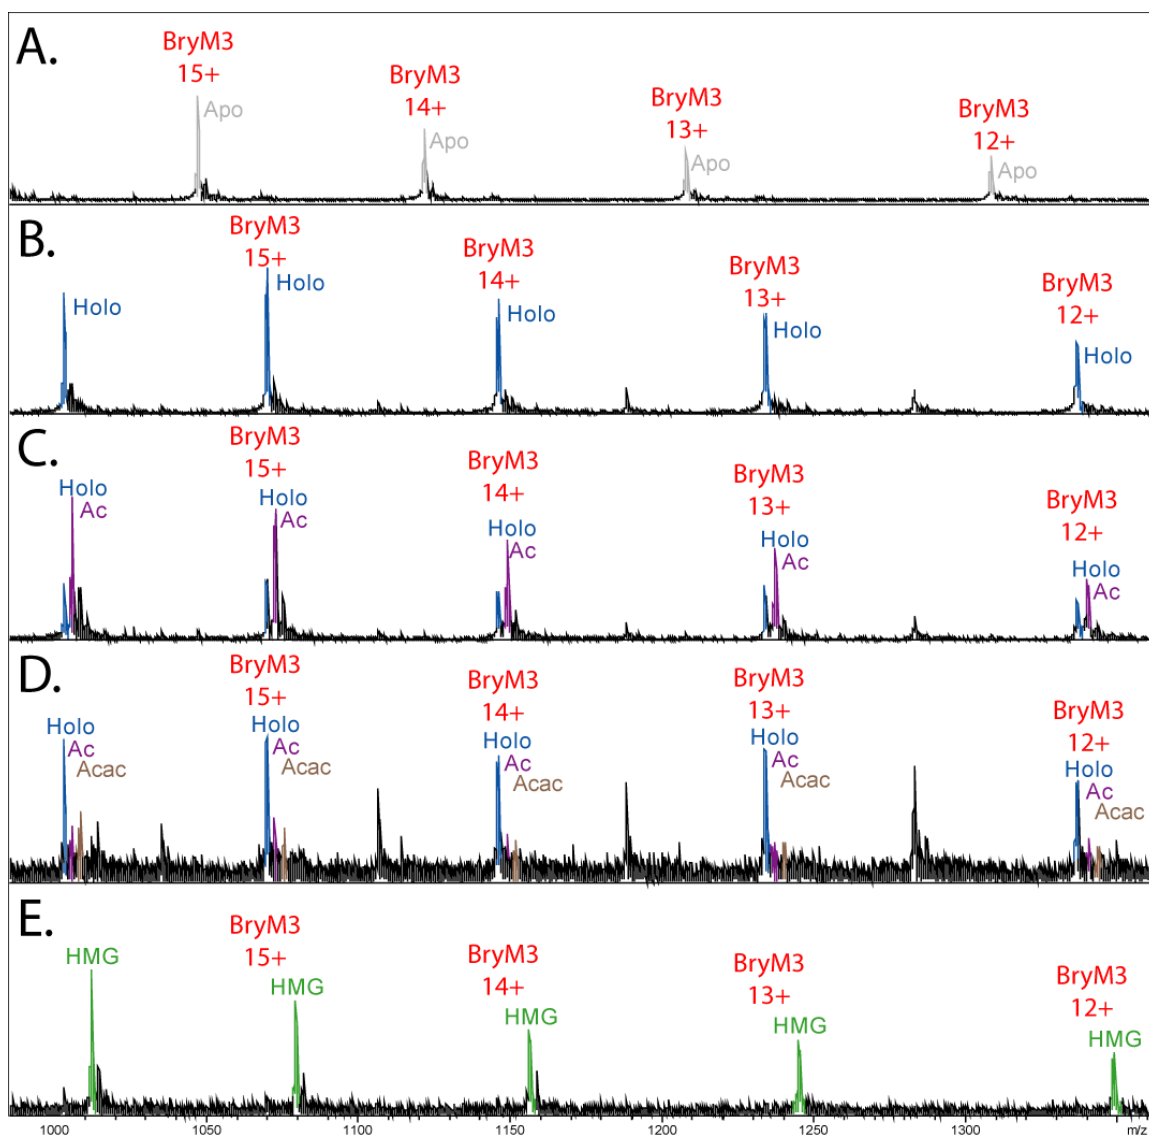 A.
BryM3
15+
Apo
BryM3
14+
Apo
BryM3
13+
Apo
BryM3
12+
Apo
B.
Holo
BryM3
15+
Holo
BryM3
14+
Holo
BryM3
13+
Holo
BryM3
12+
Holo
C.
Holo
Ac
BryM3
15+
Holo
Ac
BryM3
14+
Holo
Ac
BryM3
13+
Holo
Ac
BryM3
12+
Holo
Ac
D.
Holo
Ac
Acac
BryM3
15+
Holo
Ac
Acac
BryM3
14+
Holo
Ac
Acac
BryM3
13+
Holo
Ac
Acac
BryM3
12+
Holo
Ac
Acac
E.
HMG
BryM3
15+
HMG
BryM3
14+
HMG
BryM3
13+
HMG
BryM3
12+
HMG
1000 1050 1100 1150 1200 1250 1300 m/z